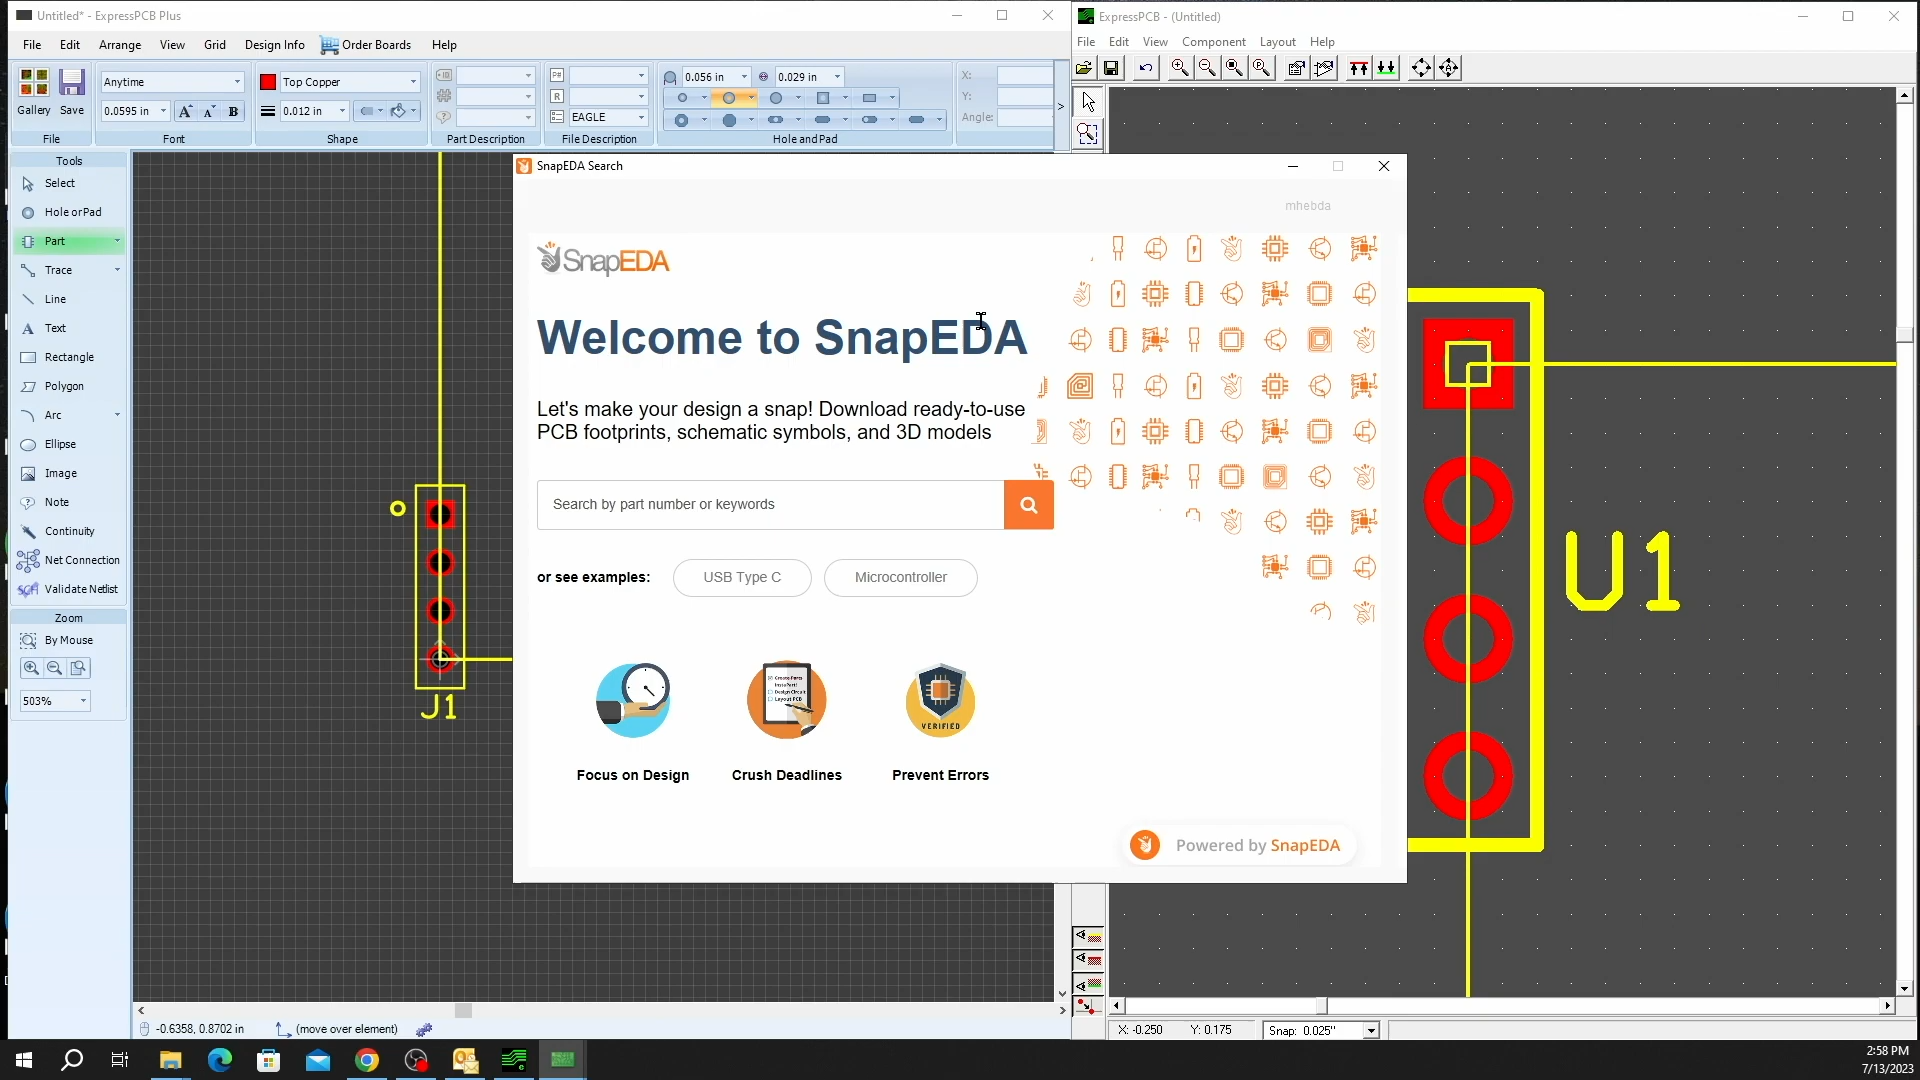 Untitled* - ExpressPCB Plus
File Edit Arrange View Grid Design Info Order Boards Help
Anytime
Top Copper
0.056 in
0.029 in
X:
Gallery Save
0.0595 in
A A B
0.012 in
Y:
EAGLE
Angle:
File
Font
Shape
Part Description
File Description
Hole and Pad
Tools
Select
Hole or Pad
Part
Trace
Line
Text
Rectangle
Polygon
Arc
Ellipse
Image
Note
Continuity
Net Connection
Validate Netlist
Zoom
By Mouse
503%
J1
-0.6358, 0.8702 in
(move over element)
SnapEDA Search
mhebda
SnapEDA
Welcome to SnapEDA
Let's make your design a snap! Download ready-to-use
PCB footprints, schematic symbols, and 3D models
Search by part number or keywords
or see examples:
USB Type C
Microcontroller
VERIFIED
Focus on Design
Crush Deadlines
Prevent Errors
Powered by SnapEDA
ExpressPCB - (Untitled)
File Edit View Component Layout Help
U1
X: -0.250
Y: 0.175
Snap: 0.025"
2:58 PM
7/13/2023